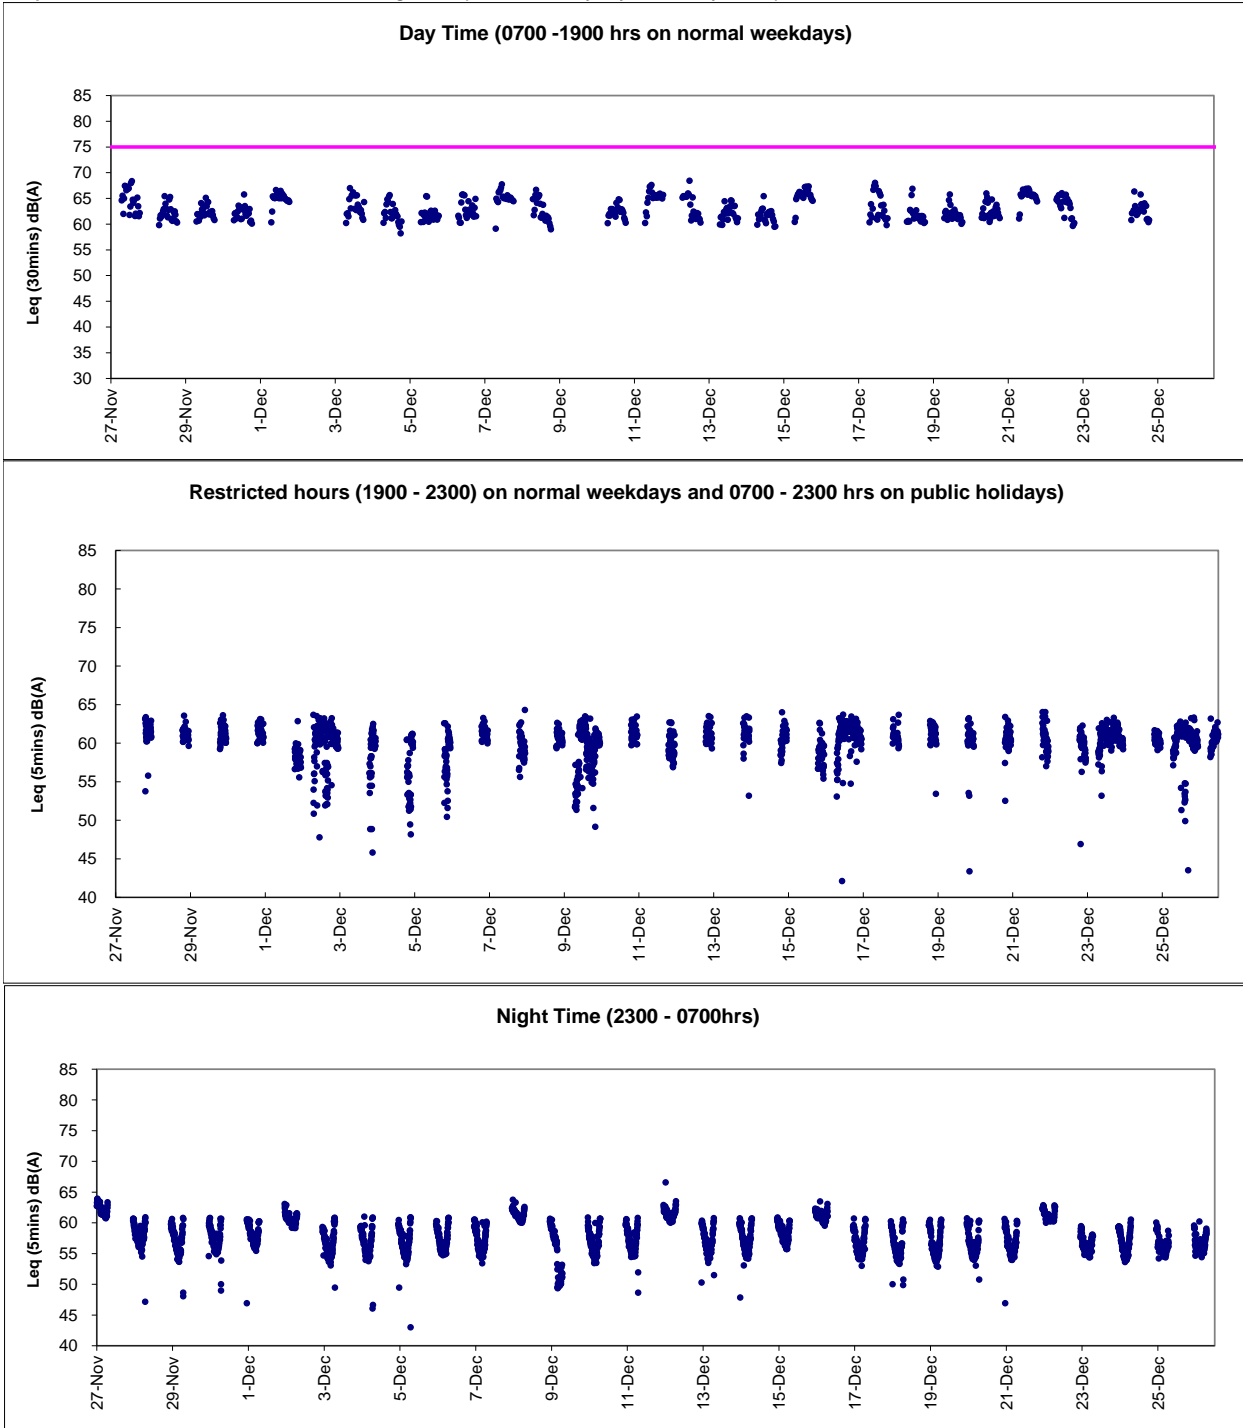 Day Time (0700 -1900 hrs on normal weekdays)
Leq (30mins) dB(A)
85
80
75
70
65
60
55
50
45
40
35
30
27-Nov
29-Nov
1-Dec
3-Dec
5-Dec
7-Dec
9-Dec
11-Dec
13-Dec
15-Dec
17-Dec
19-Dec
21-Dec
23-Dec
25-Dec
Restricted hours (1900 - 2300) on normal weekdays and 0700 - 2300 hrs on public holidays)
Leq (5mins) dB(A)
85
80
75
70
65
60
55
50
45
40
27-Nov
29-Nov
1-Dec
3-Dec
5-Dec
7-Dec
9-Dec
11-Dec
13-Dec
15-Dec
17-Dec
19-Dec
21-Dec
23-Dec
25-Dec
Night Time (2300 - 0700hrs)
Leq (5mins) dB(A)
85
80
75
70
65
60
55
50
45
40
27-Nov
29-Nov
1-Dec
3-Dec
5-Dec
7-Dec
9-Dec
11-Dec
13-Dec
15-Dec
17-Dec
19-Dec
21-Dec
23-Dec
25-Dec